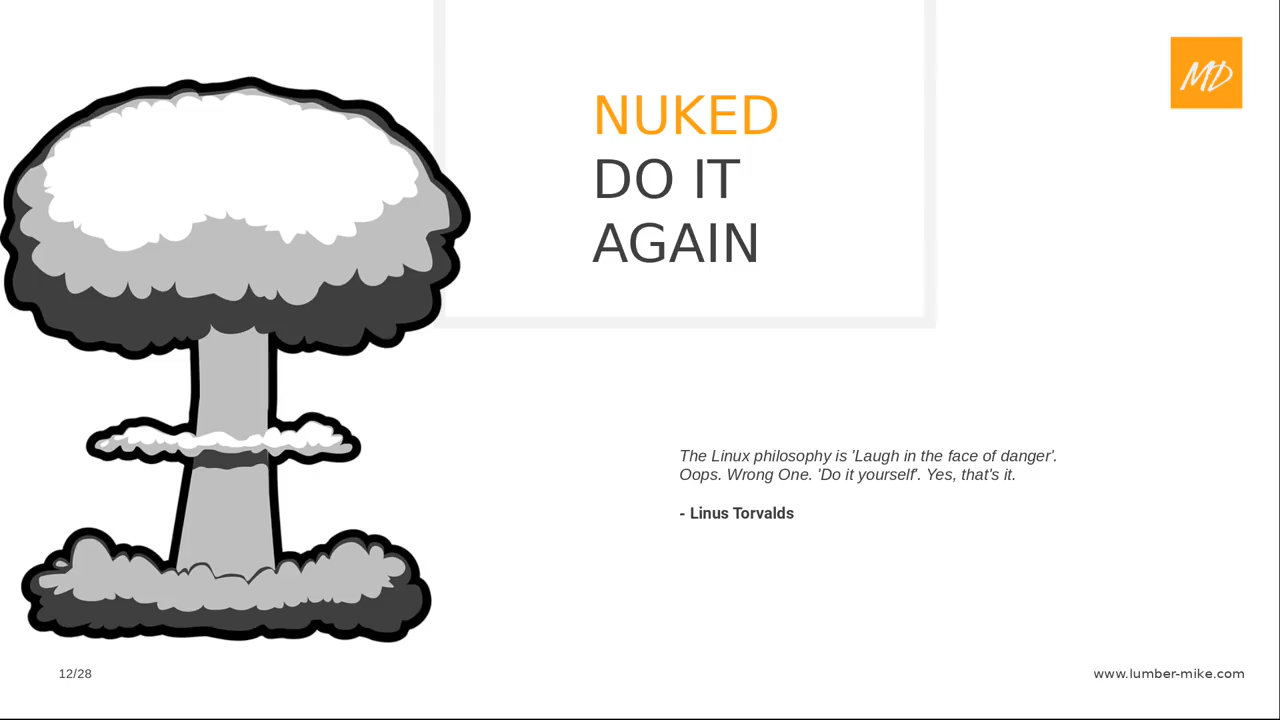 MD
NUKED
DO IT
AGAIN
The Linux philosophy is 'Laugh in the face of danger'.
Oops. Wrong One. 'Do it yourself'. Yes, that's it.
- Linus Torvalds
12/28
www.lumber-mike.com